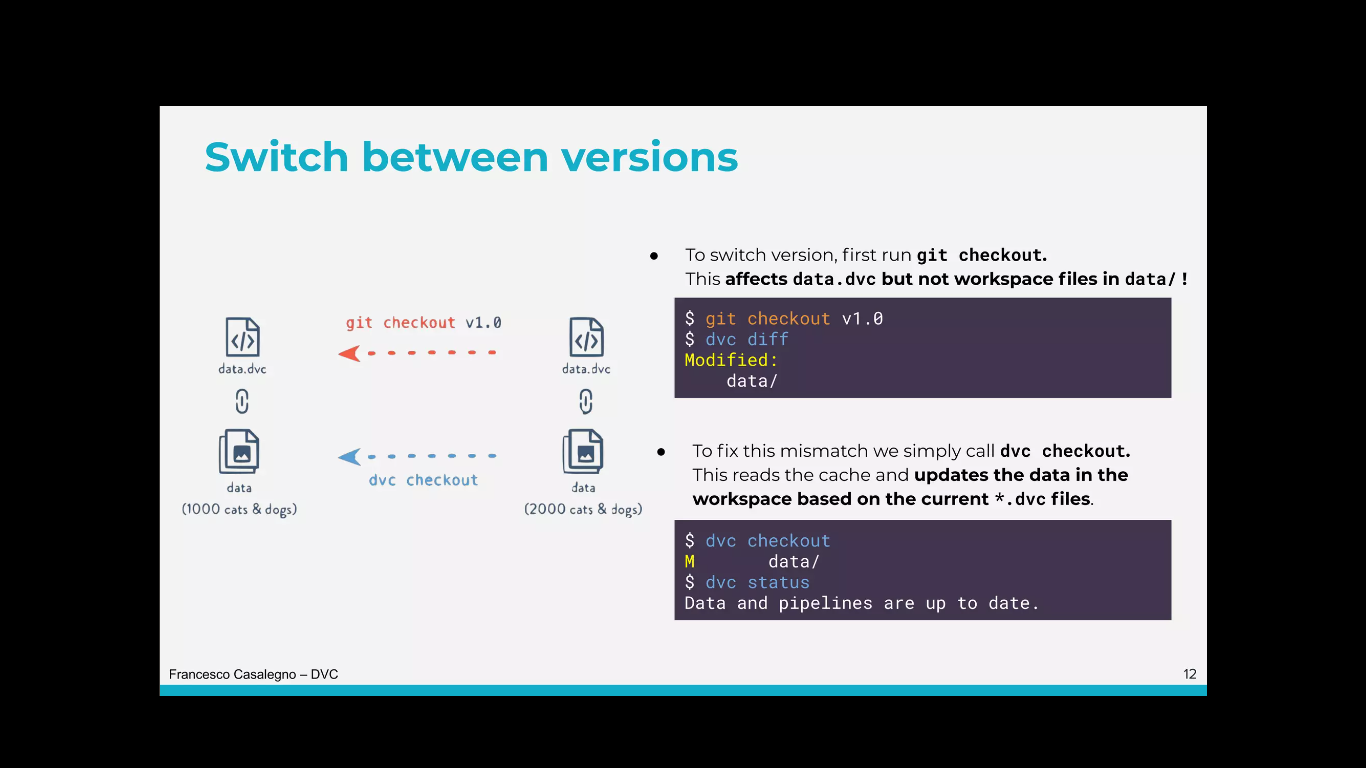 Switch between versions
git checkout v1.0
data.dvc
data.dvc
data
(1000 cats & dogs)
dvc checkout
data
(2000 cats & dogs)
● To switch version, first run git checkout.
This affects data.dvc but not workspace files in data/ !
$ git checkout v1.0
$ dvc diff
Modified:
data/
● To fix this mismatch we simply call dvc checkout.
This reads the cache and updates the data in the
workspace based on the current *.dvc files.
$ dvc checkout
M data/
$ dvc status
Data and pipelines are up to date.
Francesco Casalegno – DVC
12